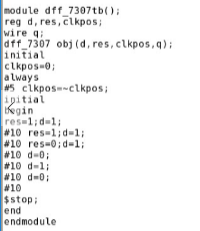 module dff_7307tb();
reg d,res,clkpos;
wire q;
dff_7307 obj(d,res,clkpos,q);
initial
clkpos=0;
always
#5 clkpos=~clkpos;
initial
begin
res=1;d=1;
#10 res=1;d=1;
#10 res=0;d=1;
#10 d=0;
#10 d=1;
#10 d=0;
#10
$stop;
end
endmodule